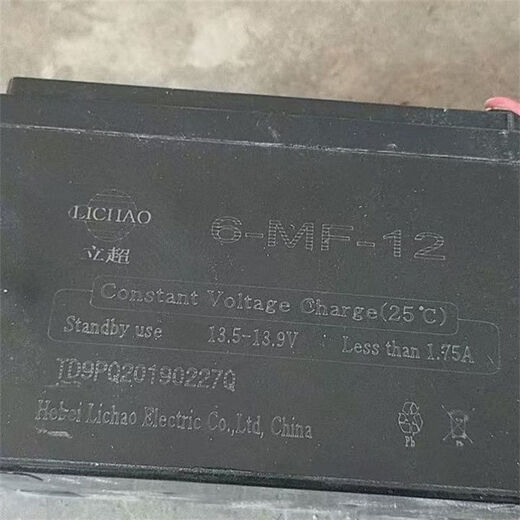 LICHAO
立超
6-MF-12
Constant Voltage Charge(25℃)
Standby use 13.5-13.9V Less than 1.75A
TD9PQ20190227Q
Hebei Lichao Electric Co.,Ltd, China
Pb